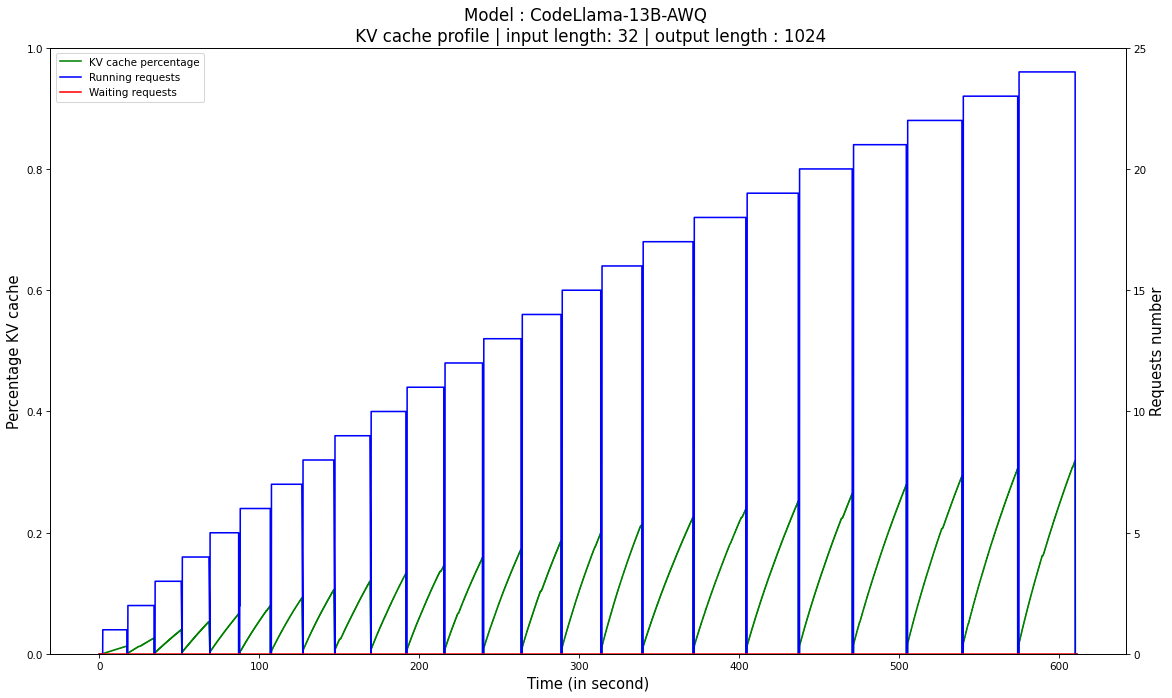 Model : CodeLlama-13B-AWQ
KV cache profile | input length: 32 | output length : 1024
KV cache percentage
Running requests
Waiting requests
Percentage KV cache
1.0
0.8
0.6
0.4
0.2
0.0
25
20
15
10
5
0
Requests number
0 100 200 300 400 500 600
Time (in second)